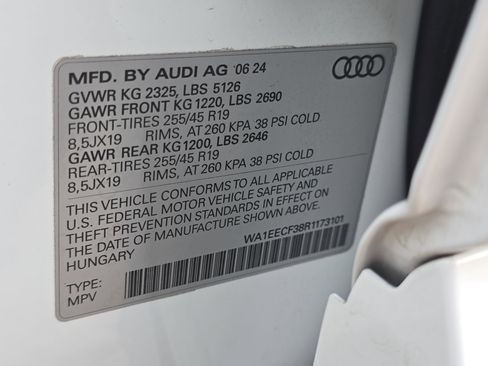 MFD. BY AUDI AG '06 24
GVWR KG 2325, LBS 5126
GAWR FRONT KG 1220, LBS 2690
FRONT-TIRES 255/45 R19
8,5JX19 RIMS, AT 260 KPA 38 PSI COLD
GAWR REAR KG1200, LBS 2646
REAR-TIRES 255/45 R19
8,5JX19 RIMS, AT 260 KPA 38 PSI COLD
THIS VEHICLE CONFORMS TO ALL APPLICABLE
U.S. FEDERAL MOTOR VEHICLE SAFETY AND
THEFT PREVENTION STANDARDS IN EFFECT ON
THE DATE OF MANUFACTURE SHOWN ABOVE.
HUNGARY
WA1EECF38R1173101
TYPE:
MPV